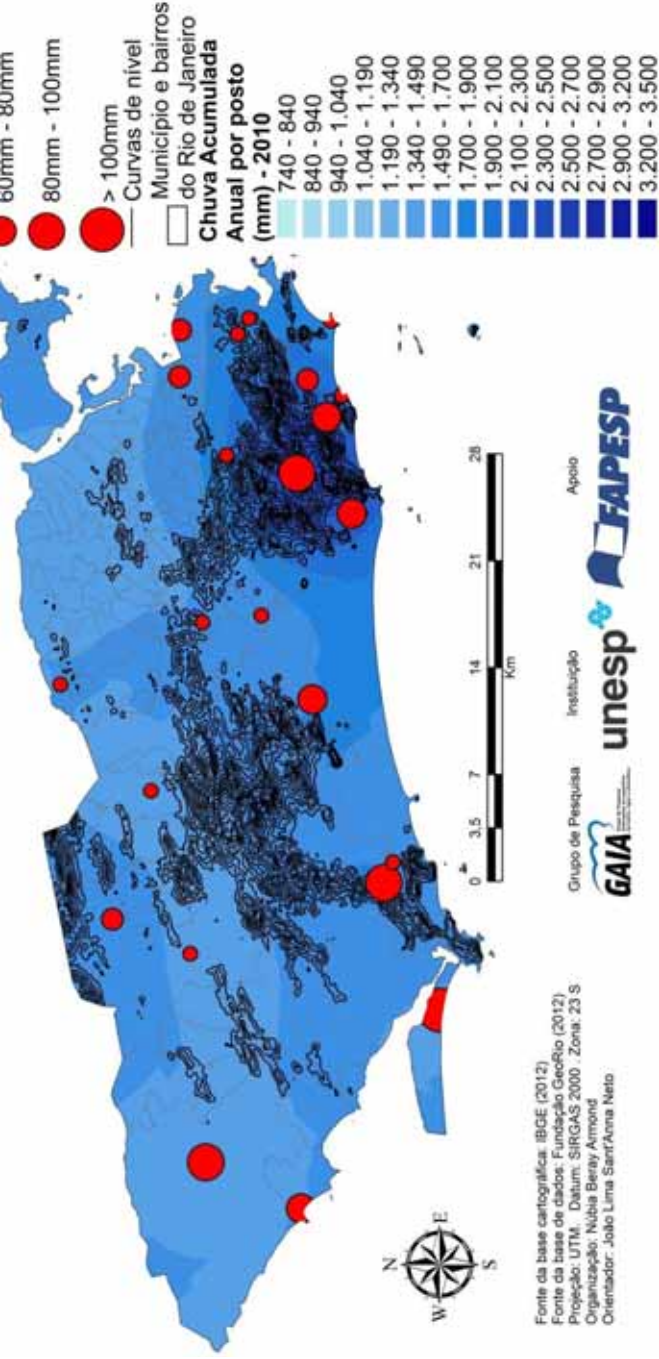 60mm - 80mm
80mm - 100mm
> 100mm
Curvas de nível
Município e bairros
do Rio de Janeiro
Chuva Acumulada
Anual por posto
(mm) - 2010
740 - 840
840 - 940
940 - 1.040
1.040 - 1.190
1.190 - 1.340
1.340 - 1.490
1.490 - 1.700
1.700 - 1.900
1.900 - 2.100
2.100 - 2.300
2.300 - 2.500
2.500 - 2.700
2.700 - 2.900
2.900 - 3.200
3.200 - 3.500
N
W E
S
0 3,5 7 14 21 28
Km
Fonte da base cartográfica: IBGE (2012)
Fonte da base de dados: Fundação GeoRio (2012)
Projeção: UTM. Datum: SIRGAS 2000 . Zona: 23 S
Organização: Núbia Beray Armond
Orientador: João Lima Sant'Anna Neto
Grupo de Pesquisa Instituição Apoio
GAIA unesp FAPESP